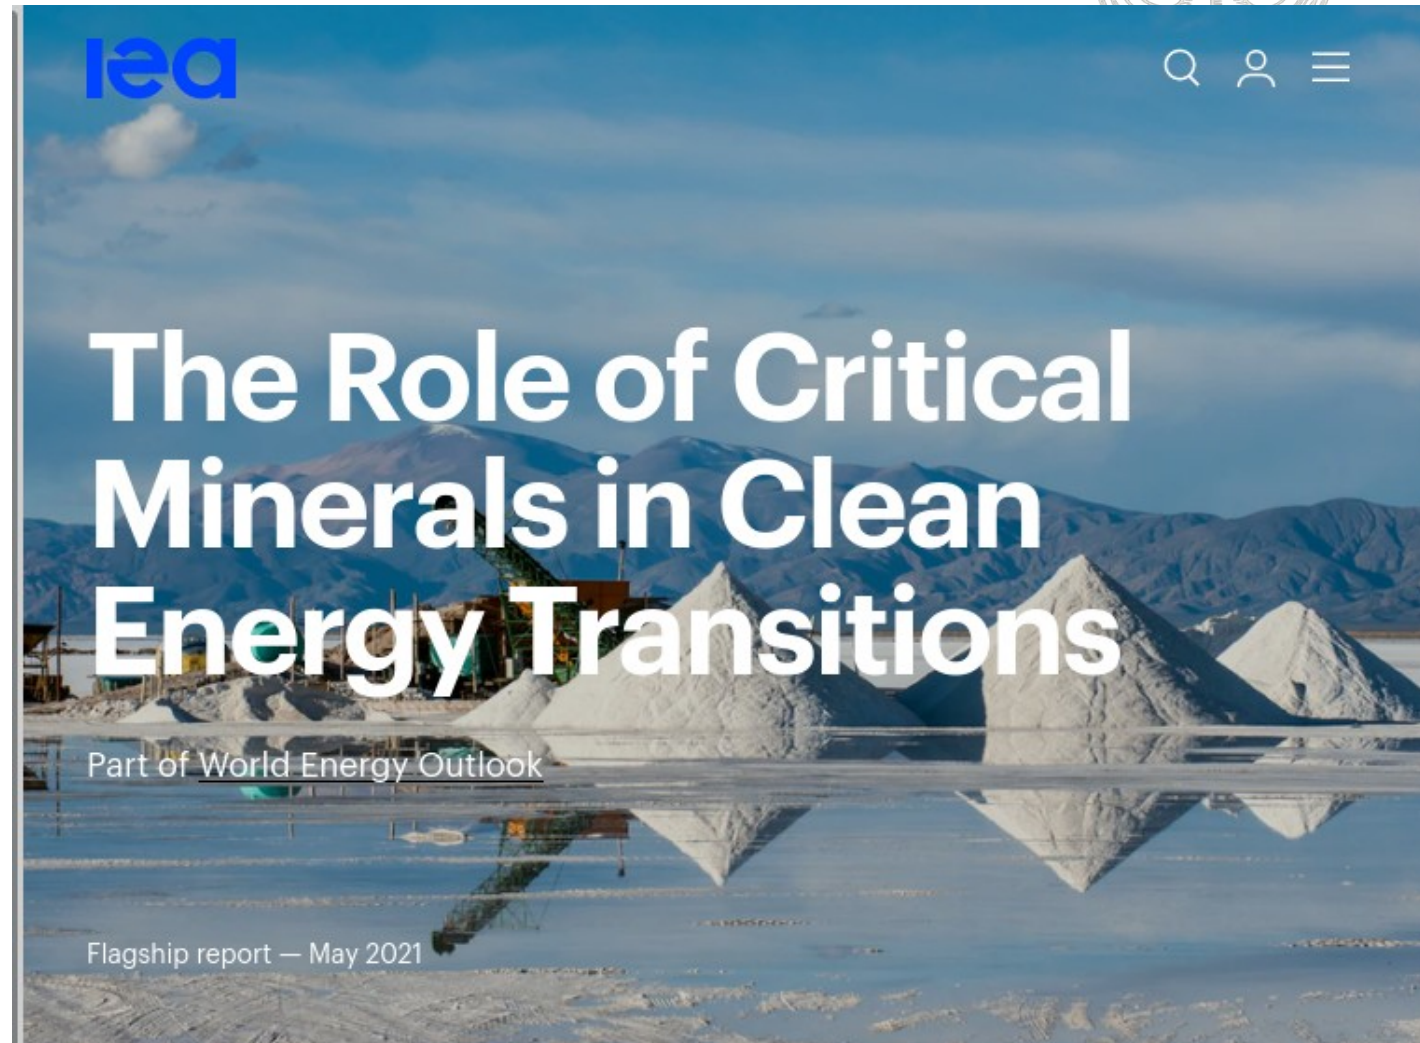 iea
The Role of Critical
Minerals in Clean
Energy Transitions
Part of World Energy Outlook
Flagship report — May 2021